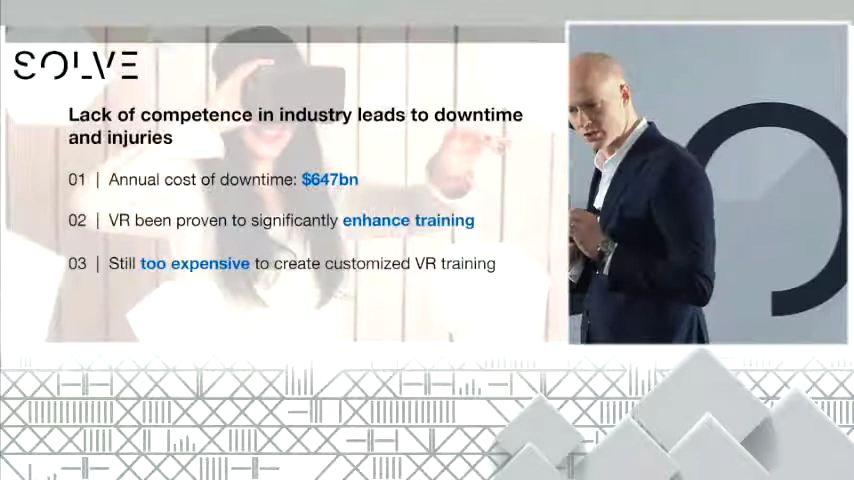 SOLVE
Lack of competence in industry leads to downtime
and injuries
01 | Annual cost of downtime: $647bn
02 | VR been proven to significantly enhance training
03 | Still too expensive to create customized VR training